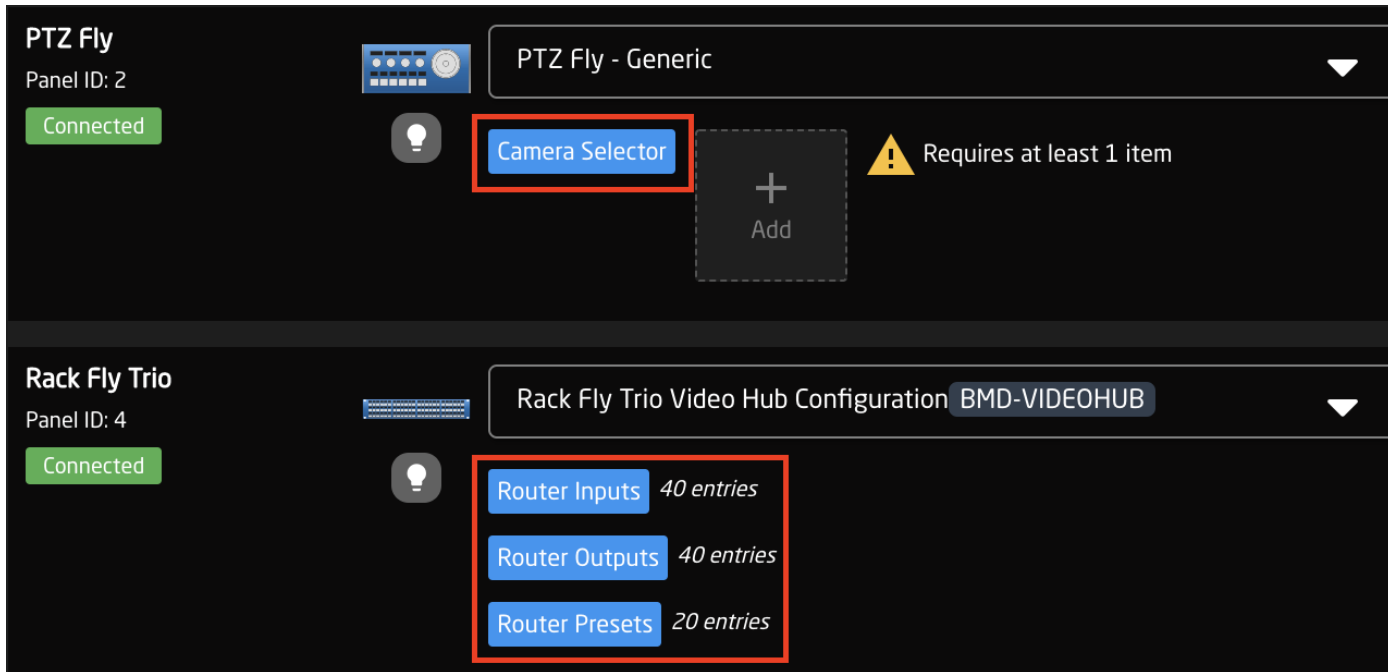 PTZ Fly
Panel ID: 2
Connected
PTZ Fly - Generic
Camera Selector
Add
Requires at least 1 item
Rack Fly Trio
Panel ID: 4
Connected
Rack Fly Trio Video Hub Configuration BMD-VIDEOHUB
Router Inputs 40 entries
Router Outputs 40 entries
Router Presets 20 entries